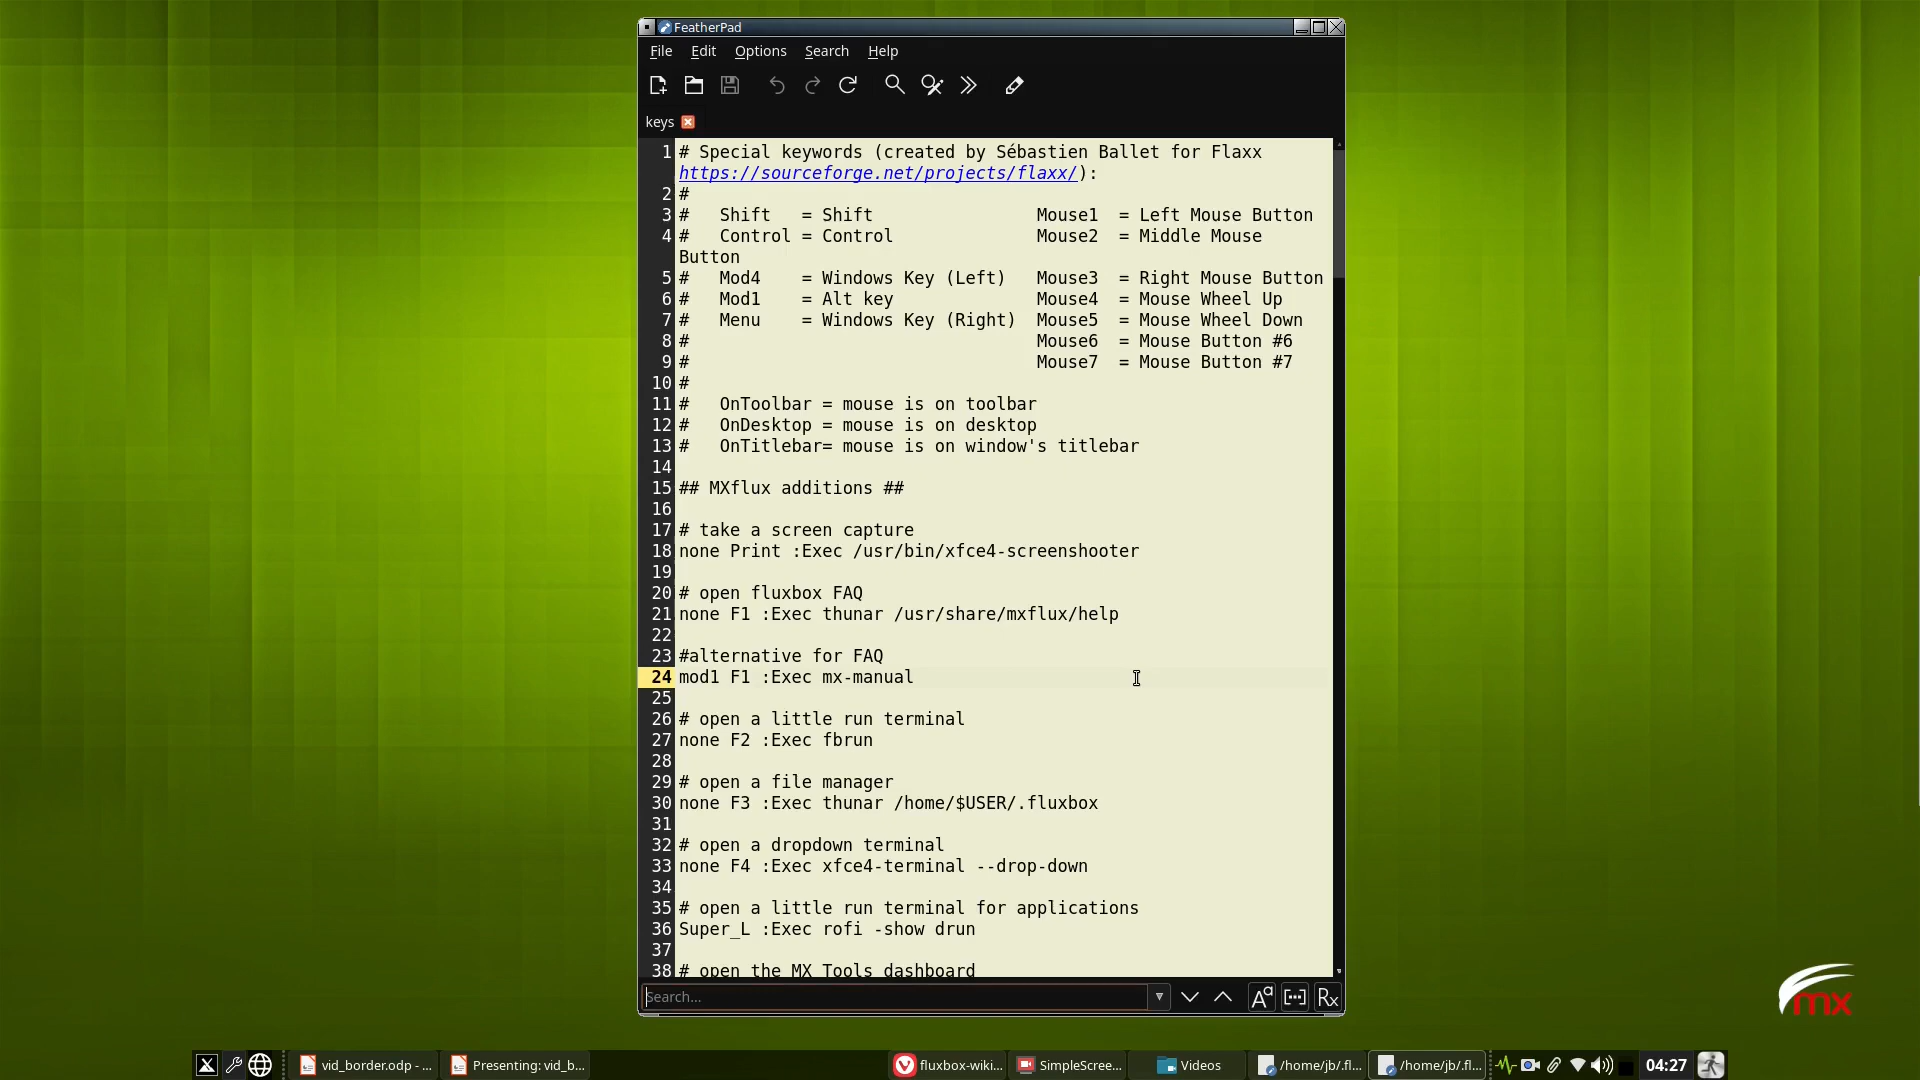 FeatherPad
File Edit Options Search Help
keys
1 # Special keywords (created by Sébastien Ballet for Flaxx
https://sourceforge.net/projects/flaxx/):
2 #
3 #   Shift   = Shift                Mouse1  = Left Mouse Button
4 #   Control = Control              Mouse2  = Middle Mouse
Button
5 #   Mod4    = Windows Key (Left)   Mouse3  = Right Mouse Button
6 #   Mod1    = Alt key              Mouse4  = Mouse Wheel Up
7 #   Menu    = Windows Key (Right)  Mouse5  = Mouse Wheel Down
8 #                                  Mouse6  = Mouse Button #6
9 #                                  Mouse7  = Mouse Button #7
10 #
11 #   OnToolbar = mouse is on toolbar
12 #   OnDesktop = mouse is on desktop
13 #   OnTitlebar= mouse is on window's titlebar
14
15 ## MXflux additions ##
16
17 # take a screen capture
18 none Print :Exec /usr/bin/xfce4-screenshooter
19
20 # open fluxbox FAQ
21 none F1 :Exec thunar /usr/share/mxflux/help
22
23 #alternative for FAQ
24 mod1 F1 :Exec mx-manual
25
26 # open a little run terminal
27 none F2 :Exec fbrun
28
29 # open a file manager
30 none F3 :Exec thunar /home/$USER/.fluxbox
31
32 # open a dropdown terminal
33 none F4 :Exec xfce4-terminal --drop-down
34
35 # open a little run terminal for applications
36 Super_L :Exec rofi -show drun
37
38 # open the MX Tools dashboard
Search...
mx
vid_border.odp - ... Presenting: vid_b... fluxbox-wiki... SimpleScree... Videos /home/jb/.fl... /home/jb/.fl... 04:27